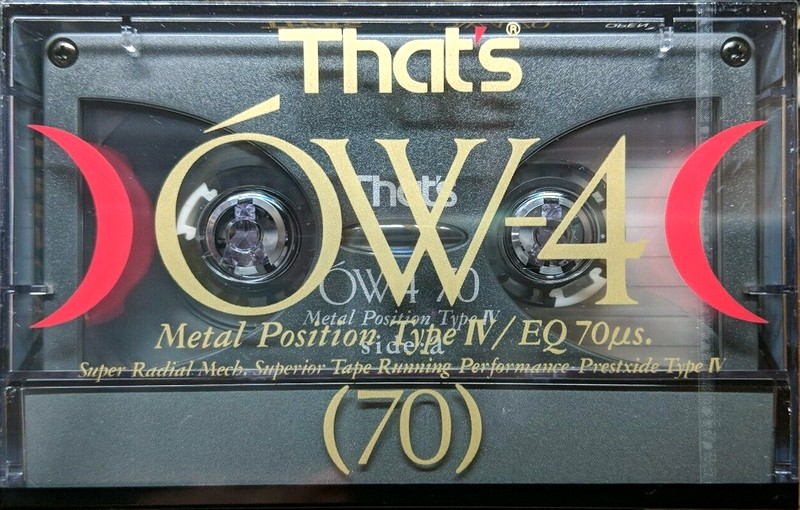 That's®
ÓW-4
That's
ÓW4 70
Metal Position Type IV
side a
Metal Position Type IV / EQ 70µs.
Super Radial Mech. Superior Tape Running Performance Prestxide Type IV
(70)